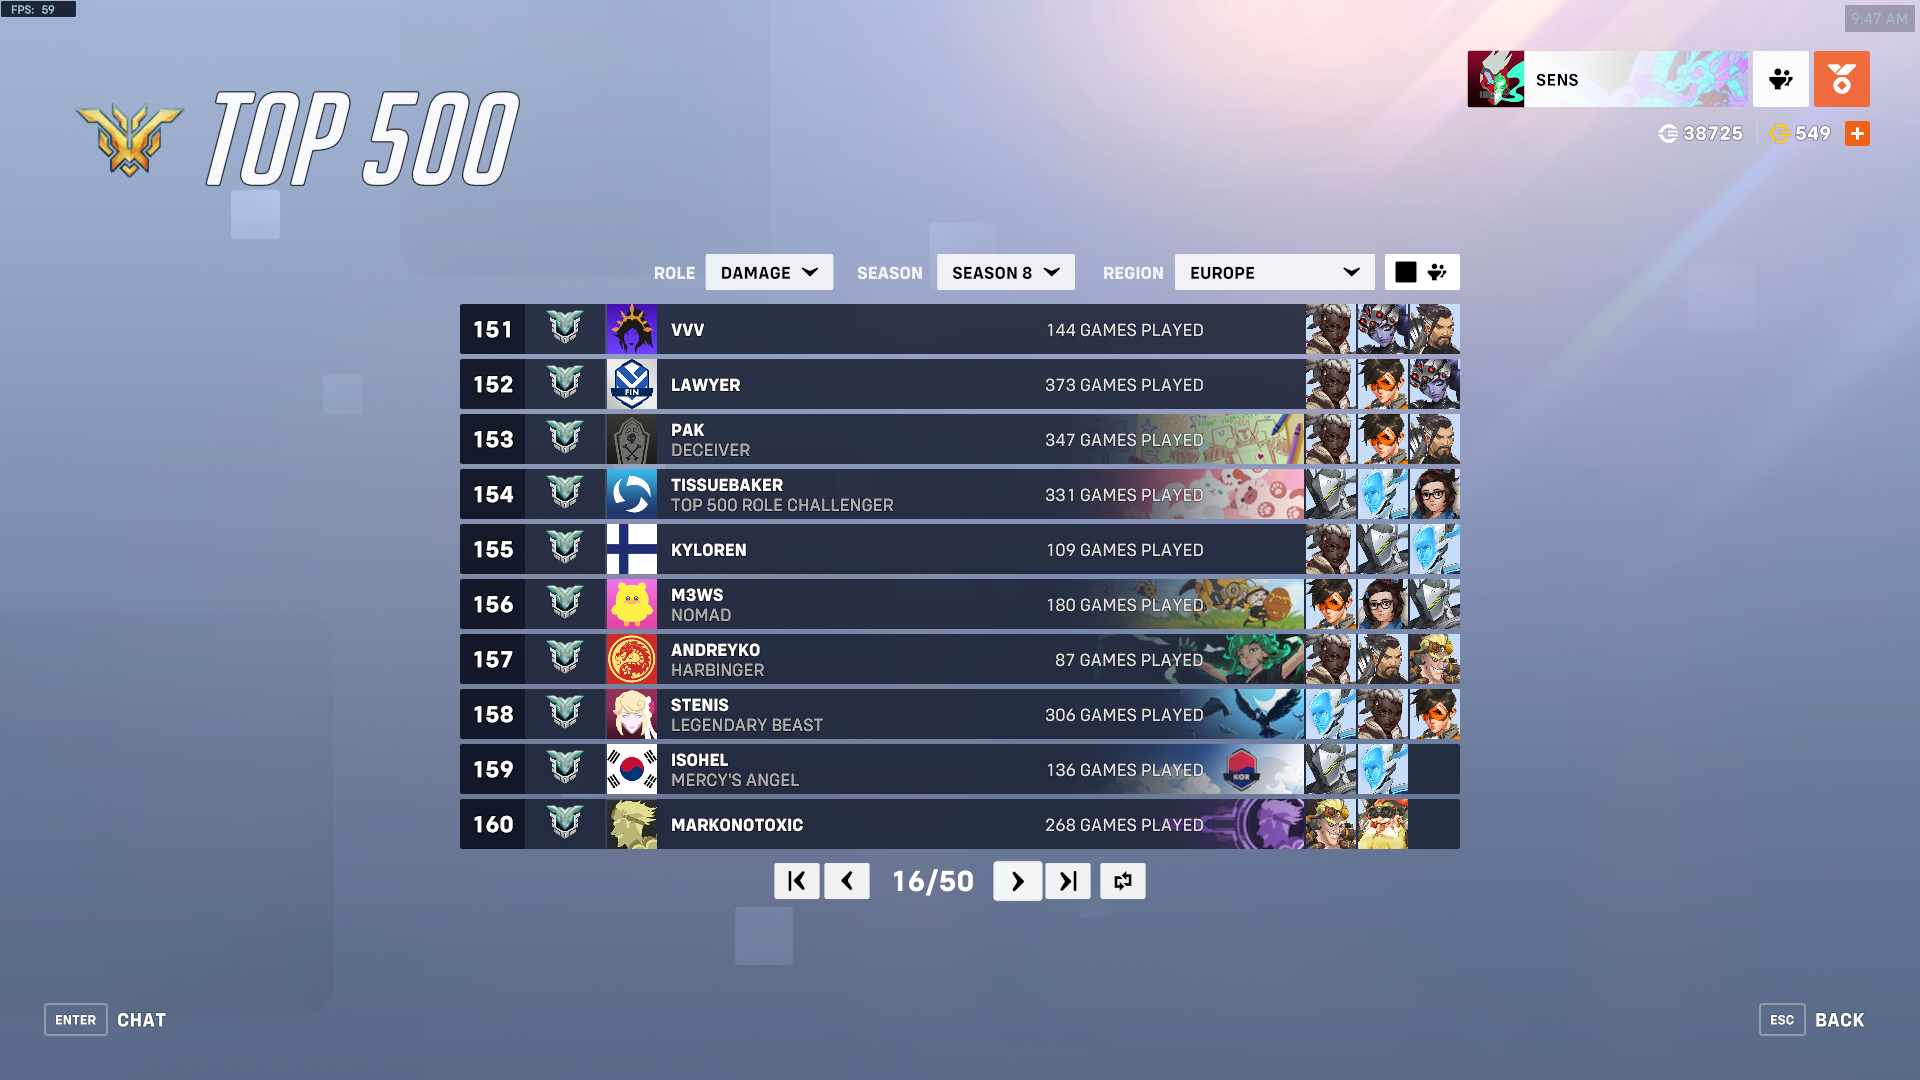 FPS: 59
9:47 AM
TOP 500
SENS
38725
549
ROLE DAMAGE SEASON SEASON 8 REGION EUROPE
151 VVV 144 GAMES PLAYED
152 FIN LAWYER 373 GAMES PLAYED
153 PAK 347 GAMES PLAYED
DECEIVER
154 TISSUEBAKER 331 GAMES PLAYED
TOP 500 ROLE CHALLENGER
155 KYLOREN 109 GAMES PLAYED
156 M3WS 180 GAMES PLAYED
NOMAD
157 ANDREYKO 87 GAMES PLAYED
HARBINGER
158 STENIS 306 GAMES PLAYED
LEGENDARY BEAST
159 ISOHEL 136 GAMES PLAYED KOR
MERCY'S ANGEL
160 MARKONOTOXIC 268 GAMES PLAYED
16/50
ENTER CHAT
ESC BACK